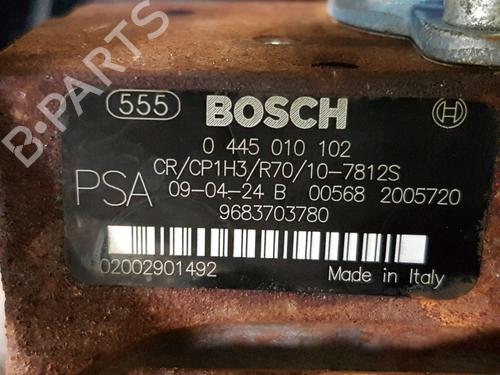 B-PARTS
555 BOSCH
0 445 010 102
CR/CP1H3/R70/10-7812S
PSA 09-04-24 B 00568 2005720
9683703780
02002901492 Made in Italy